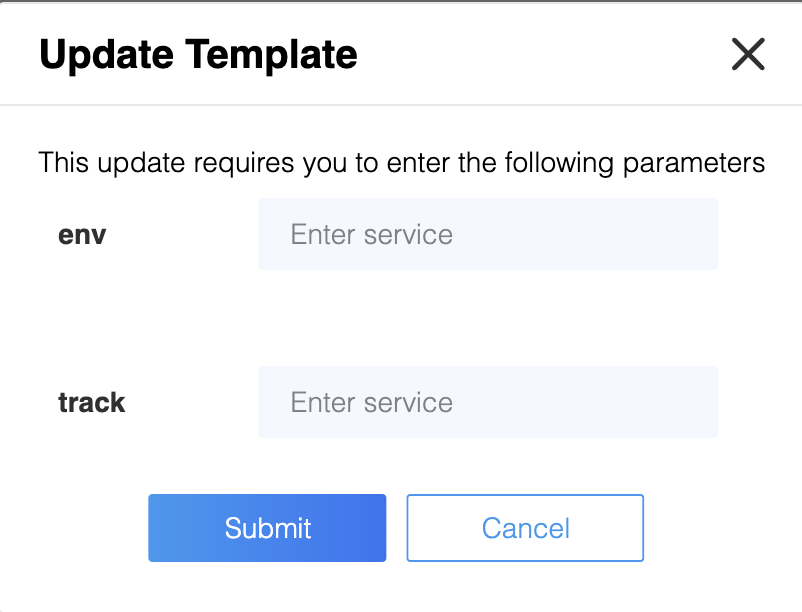 Update Template
This update requires you to enter the following parameters
env Enter service
track Enter service
Submit Cancel